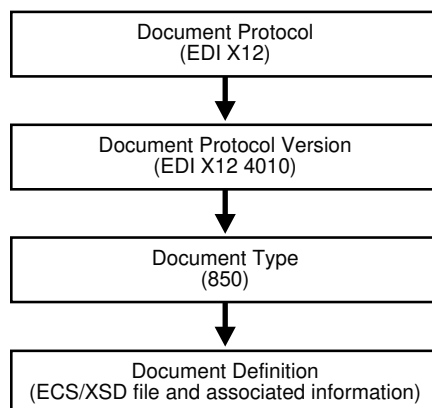 Document Protocol
(EDI X12)
Document Protocol Version
(EDI X12 4010)
Document Type
(850)
Document Definition
(ECS/XSD file and associated information)